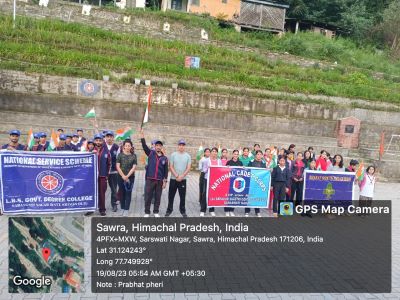 NATIONAL SERVICE SCHEME
L.B.S. GOVT. DEGREE COLLEGE
NATIONAL CADET CORPS
GPS Map Camera
Sawra, Himachal Pradesh, India
4PFX+MXW, Sarswati Nagar, Sawra, Himachal Pradesh 171206, India
Lat 31.124243°
Long 77.749928°
19/08/23 05:54 AM GMT +05:30
Note : Prabhat pheri
Google